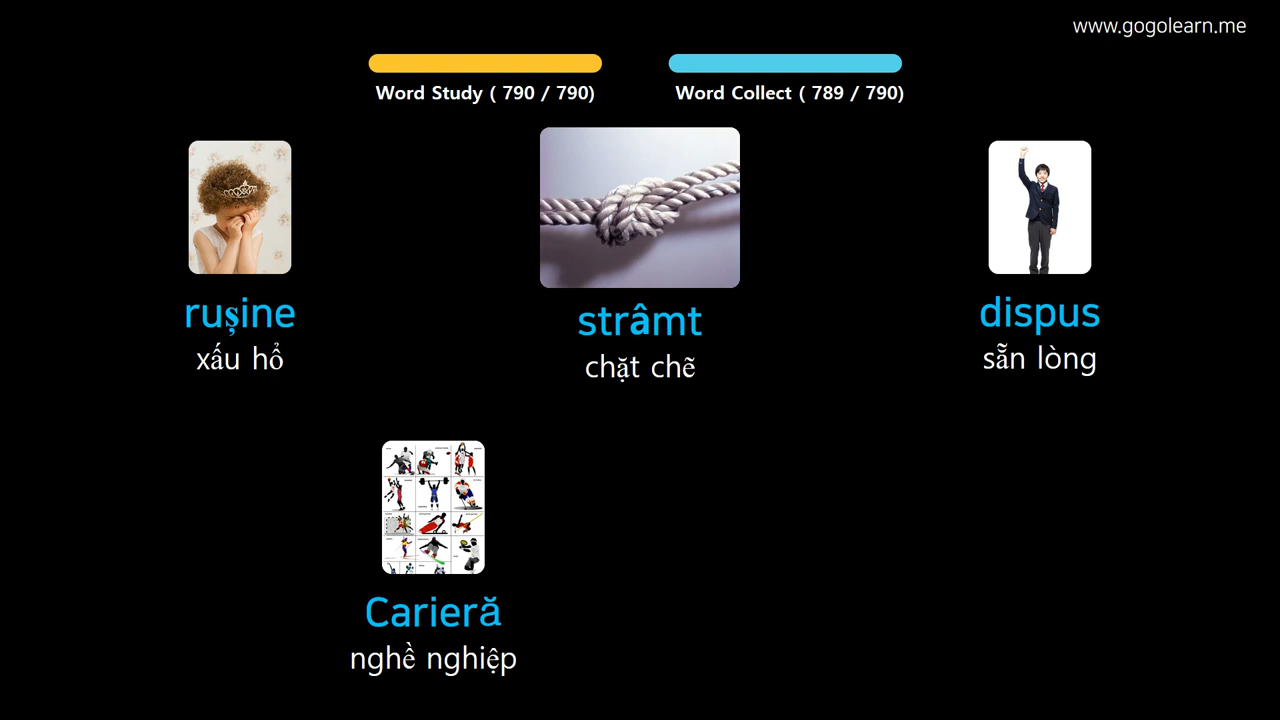 www.gogolearn.me
Word Study ( 790 / 790)
Word Collect ( 789 / 790)
rușine
xấu hổ
strâmt
chặt chẽ
dispus
sẵn lòng
Carieră
nghề nghiệp